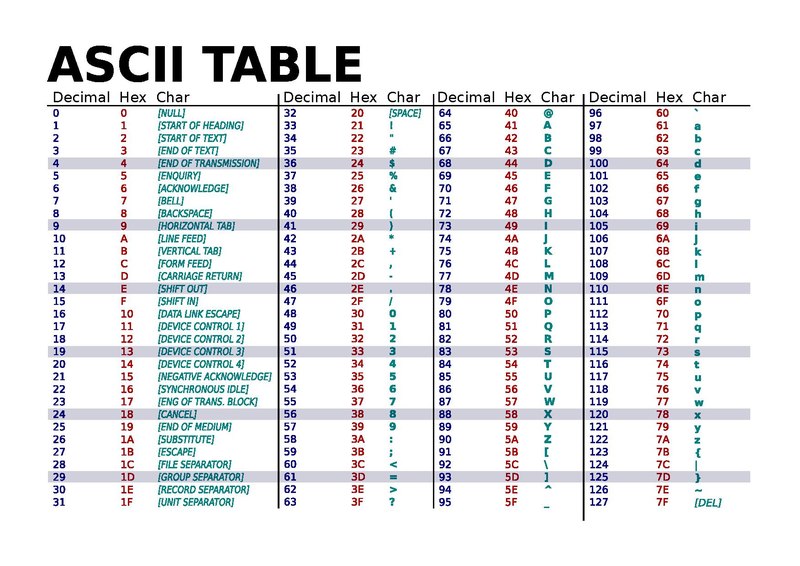 ASCII TABLE
Decimal Hex Char Decimal Hex Char Decimal Hex Char Decimal Hex Char
0 0 [NULL] 32 20 [SPACE] 64 40 @ 96 60 `
1 1 [START OF HEADING] 33 21 ! 65 41 A 97 61 a
2 2 [START OF TEXT] 34 22 " 66 42 B 98 62 b
3 3 [END OF TEXT] 35 23 # 67 43 C 99 63 c
4 4 [END OF TRANSMISSION] 36 24 $ 68 44 D 100 64 d
5 5 [ENQUIRY] 37 25 % 69 45 E 101 65 e
6 6 [ACKNOWLEDGE] 38 26 & 70 46 F 102 66 f
7 7 [BELL] 39 27 ' 71 47 G 103 67 g
8 8 [BACKSPACE] 40 28 ( 72 48 H 104 68 h
9 9 [HORIZONTAL TAB] 41 29 ) 73 49 I 105 69 i
10 A [LINE FEED] 42 2A * 74 4A J 106 6A j
11 B [VERTICAL TAB] 43 2B + 75 4B K 107 6B k
12 C [FORM FEED] 44 2C , 76 4C L 108 6C l
13 D [CARRIAGE RETURN] 45 2D - 77 4D M 109 6D m
14 E [SHIFT OUT] 46 2E . 78 4E N 110 6E n
15 F [SHIFT IN] 47 2F / 79 4F O 111 6F o
16 10 [DATA LINK ESCAPE] 48 30 0 80 50 P 112 70 p
17 11 [DEVICE CONTROL 1] 49 31 1 81 51 Q 113 71 q
18 12 [DEVICE CONTROL 2] 50 32 2 82 52 R 114 72 r
19 13 [DEVICE CONTROL 3] 51 33 3 83 53 S 115 73 s
20 14 [DEVICE CONTROL 4] 52 34 4 84 54 T 116 74 t
21 15 [NEGATIVE ACKNOWLEDGE] 53 35 5 85 55 U 117 75 u
22 16 [SYNCHRONOUS IDLE] 54 36 6 86 56 V 118 76 v
23 17 [ENG OF TRANS. BLOCK] 55 37 7 87 57 W 119 77 w
24 18 [CANCEL] 56 38 8 88 58 X 120 78 x
25 19 [END OF MEDIUM] 57 39 9 89 59 Y 121 79 y
26 1A [SUBSTITUTE] 58 3A : 90 5A Z 122 7A z
27 1B [ESCAPE] 59 3B ; 91 5B [ 123 7B {
28 1C [FILE SEPARATOR] 60 3C < 92 5C \ 124 7C |
29 1D [GROUP SEPARATOR] 61 3D = 93 5D ] 125 7D }
30 1E [RECORD SEPARATOR] 62 3E > 94 5E ^ 126 7E ~
31 1F [UNIT SEPARATOR] 63 3F ? 95 5F _ 127 7F [DEL]